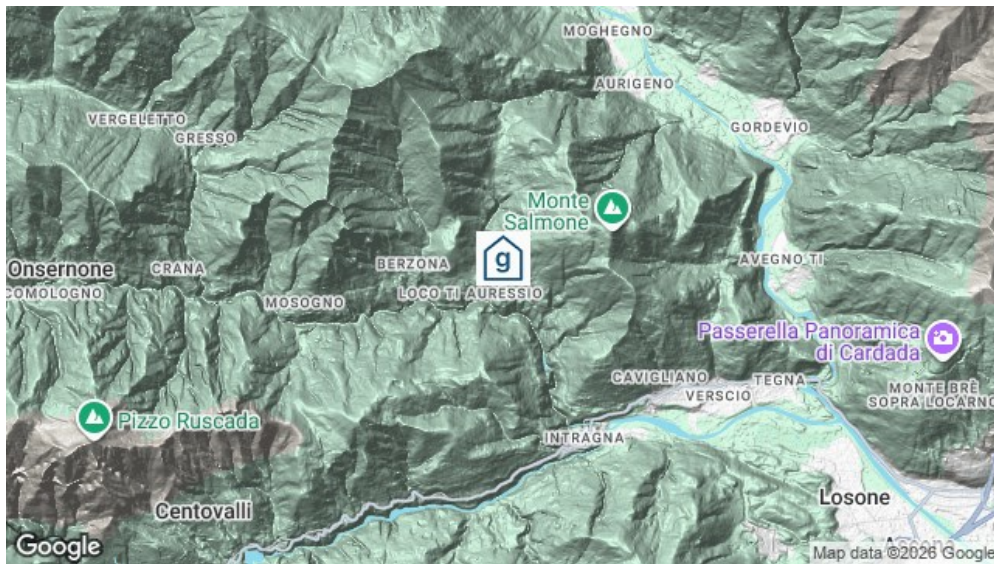 MOGHEGNO
AURIGENO
VERGELETTO
GRESSO
GORDEVIO
Monte
Salmone
g
Onsernone
CRANA
BERZONA
AVEGNO TI
COMOLOGNO
MOSOGNO
LOCO TI
AURESSIO
Passerella Panoramica
di Cardada
CAVIGLIANO
TEGNA
VERSCIO
MONTE BRÈ
SOPRA LOCARNO
Pizzo Ruscada
INTRAGNA
Centovalli
Losone
Google
Map data ©2026 Google